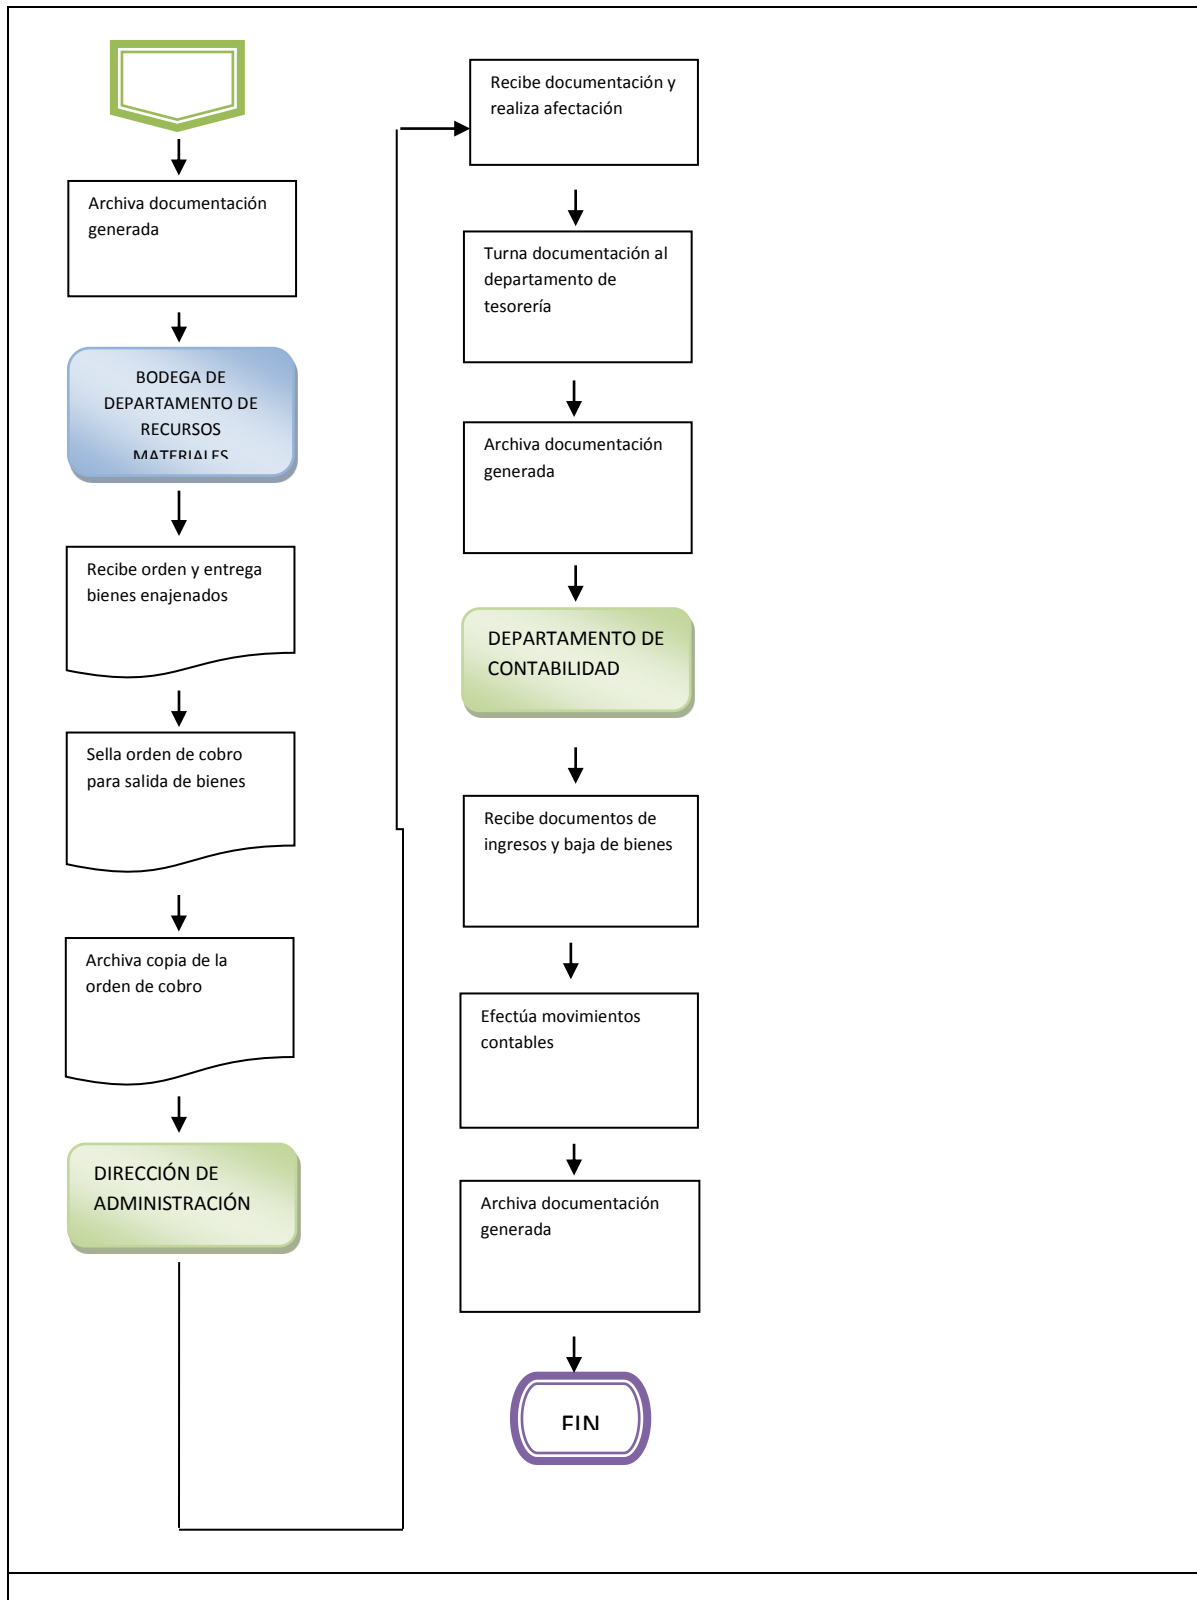 Archiva documentación
generada
BODEGA DE
DEPARTAMENTO DE
RECURSOS
MATERIALES
Recibe orden y entrega
bienes enajenados
Sella orden de cobro
para salida de bienes
Archiva copia de la
orden de cobro
DIRECCIÓN DE
ADMINISTRACIÓN
Recibe documentación y
realiza afectación
Turna documentación al
departamento de
tesorería
Archiva documentación
generada
DEPARTAMENTO DE
CONTABILIDAD
Recibe documentos de
ingresos y baja de bienes
Efectúa movimientos
contables
Archiva documentación
generada
FIN